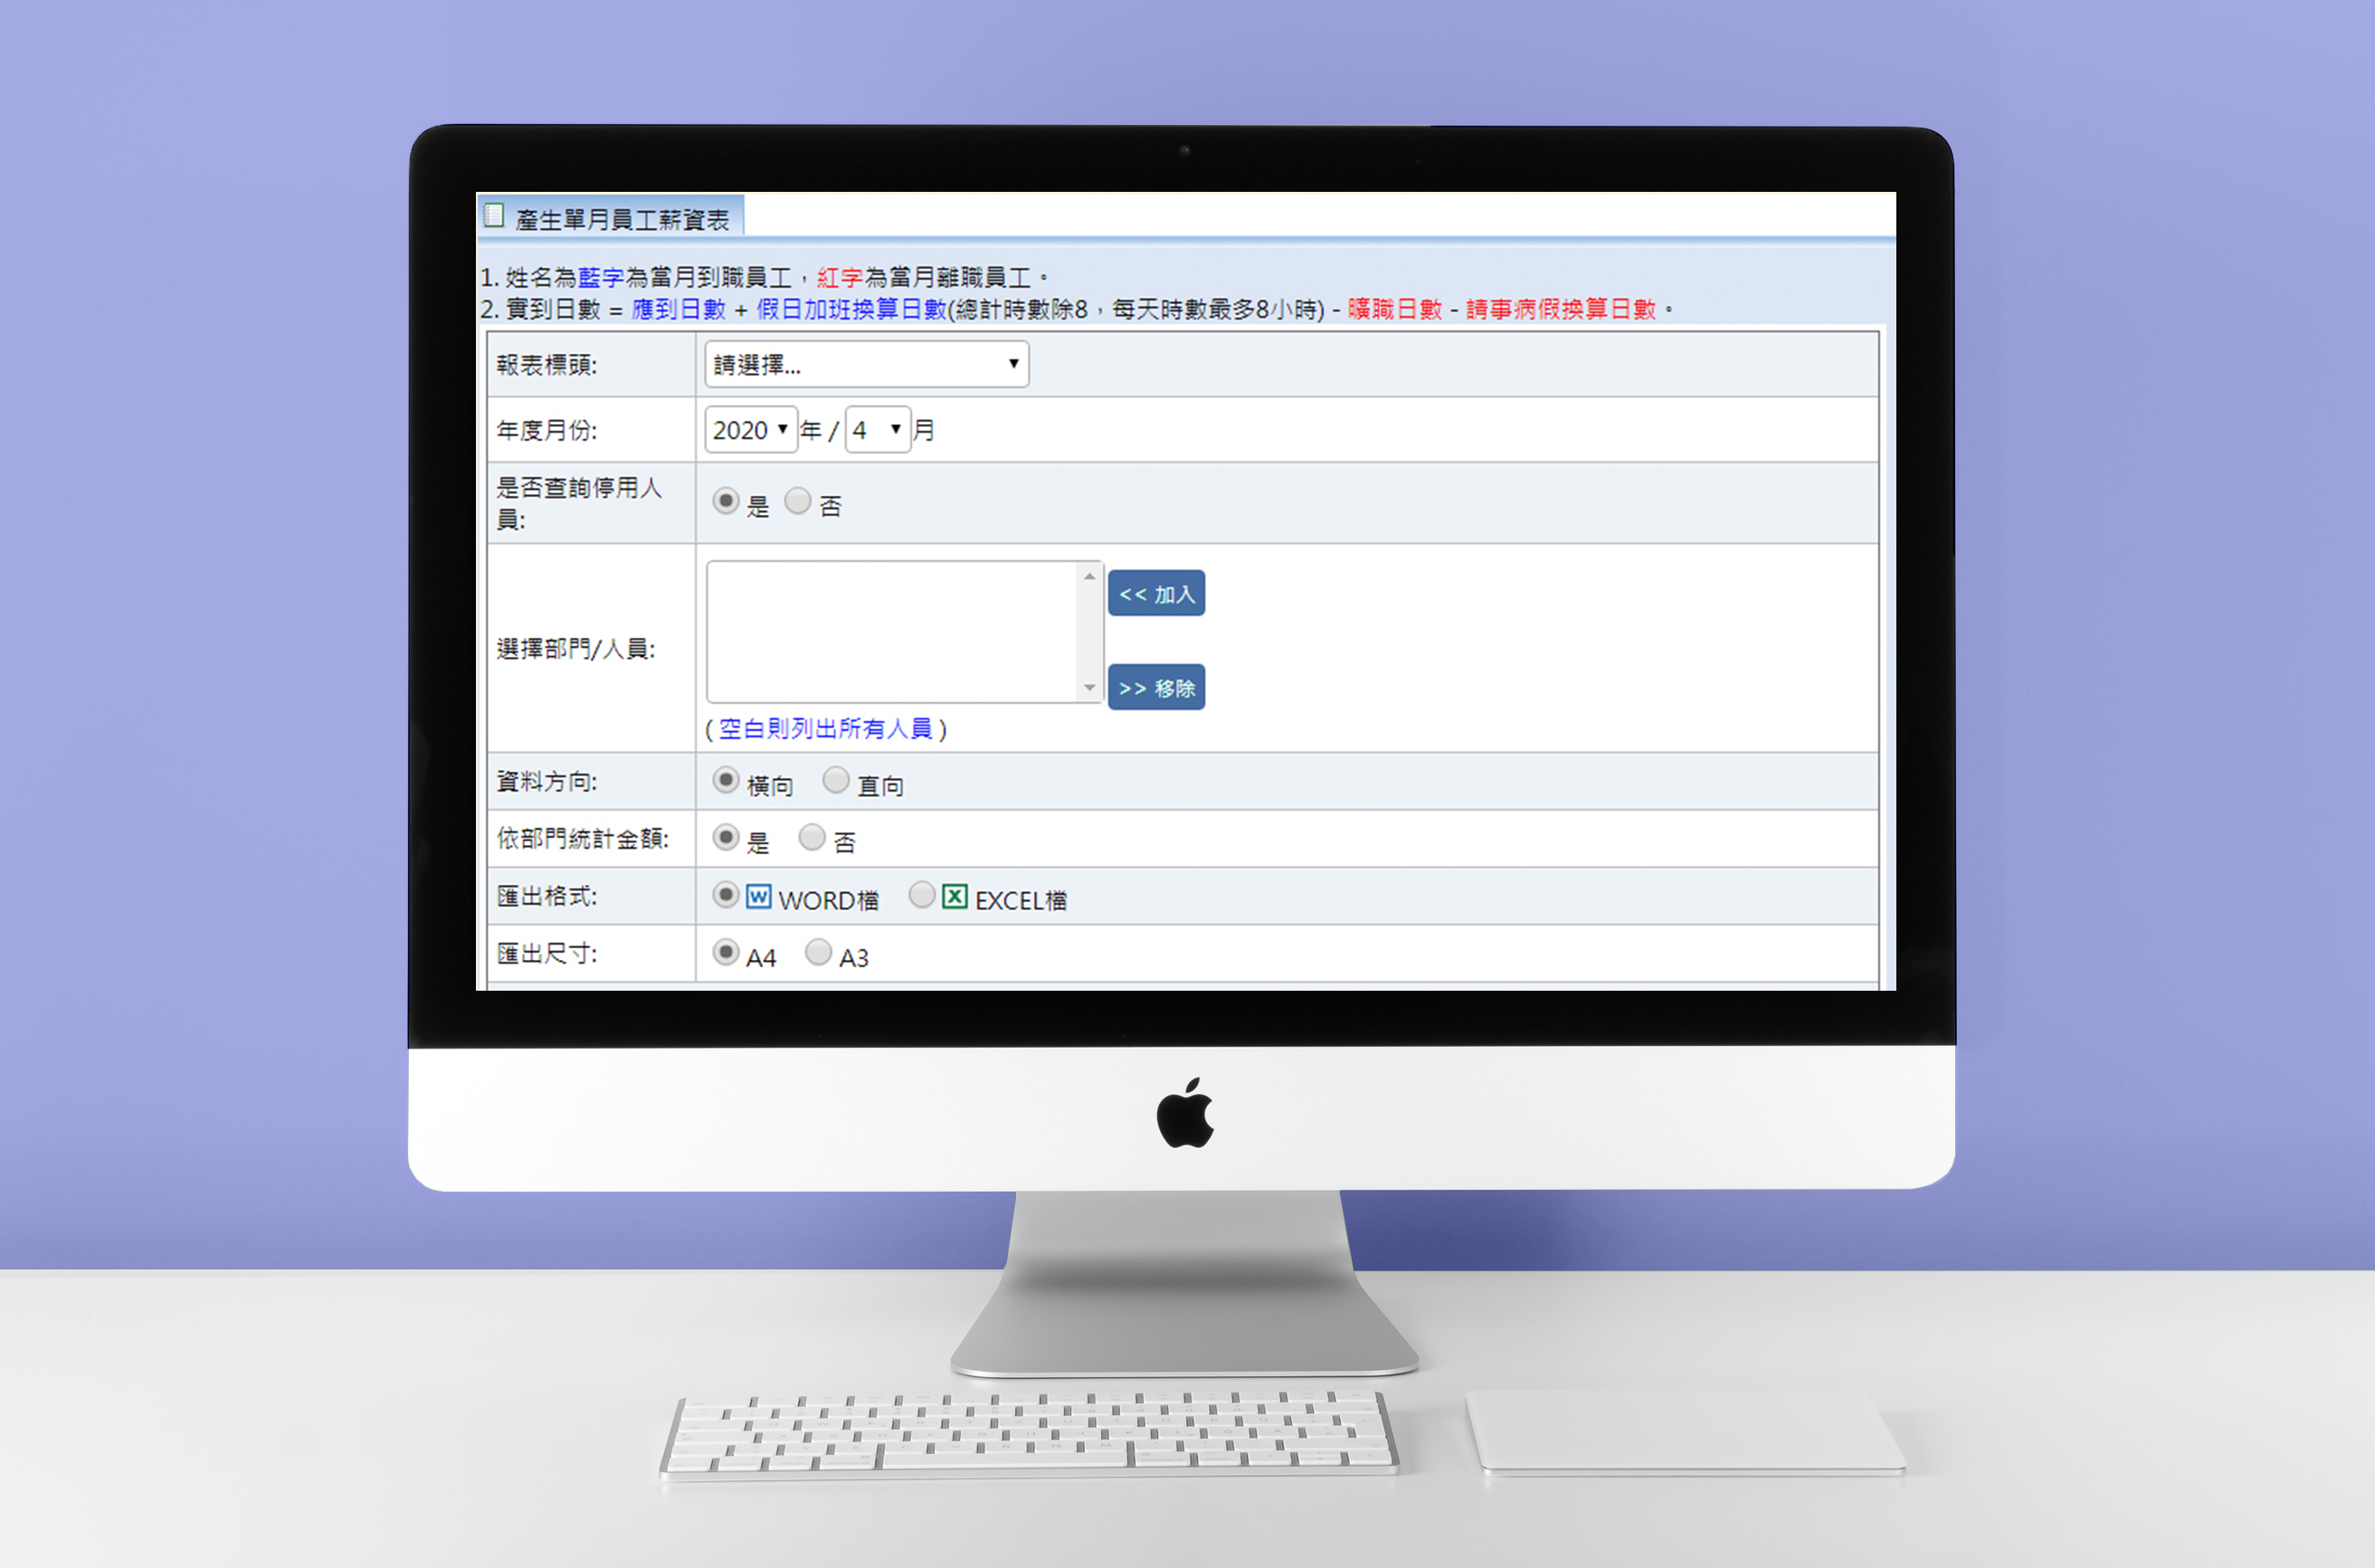 產生單月員工薪資表
1. 姓名為藍字為當月到職員工，紅字為當月離職員工。
2. 實到日數 = 應到日數 + 假日加班換算日數(總計時數除8，每天時數最多8小時) - 曠職日數 - 請事病假換算日數。
報表標頭: 請選擇...
年度月份: 2020 年 / 4 月
是否查詢停用人
員: 是 否
<< 加入
選擇部門/人員:
>> 移除
( 空白則列出所有人員 )
資料方向: 橫向 直向
依部門統計金額: 是 否
匯出格式: W WORD檔 X EXCEL檔
匯出尺寸: A4 A3